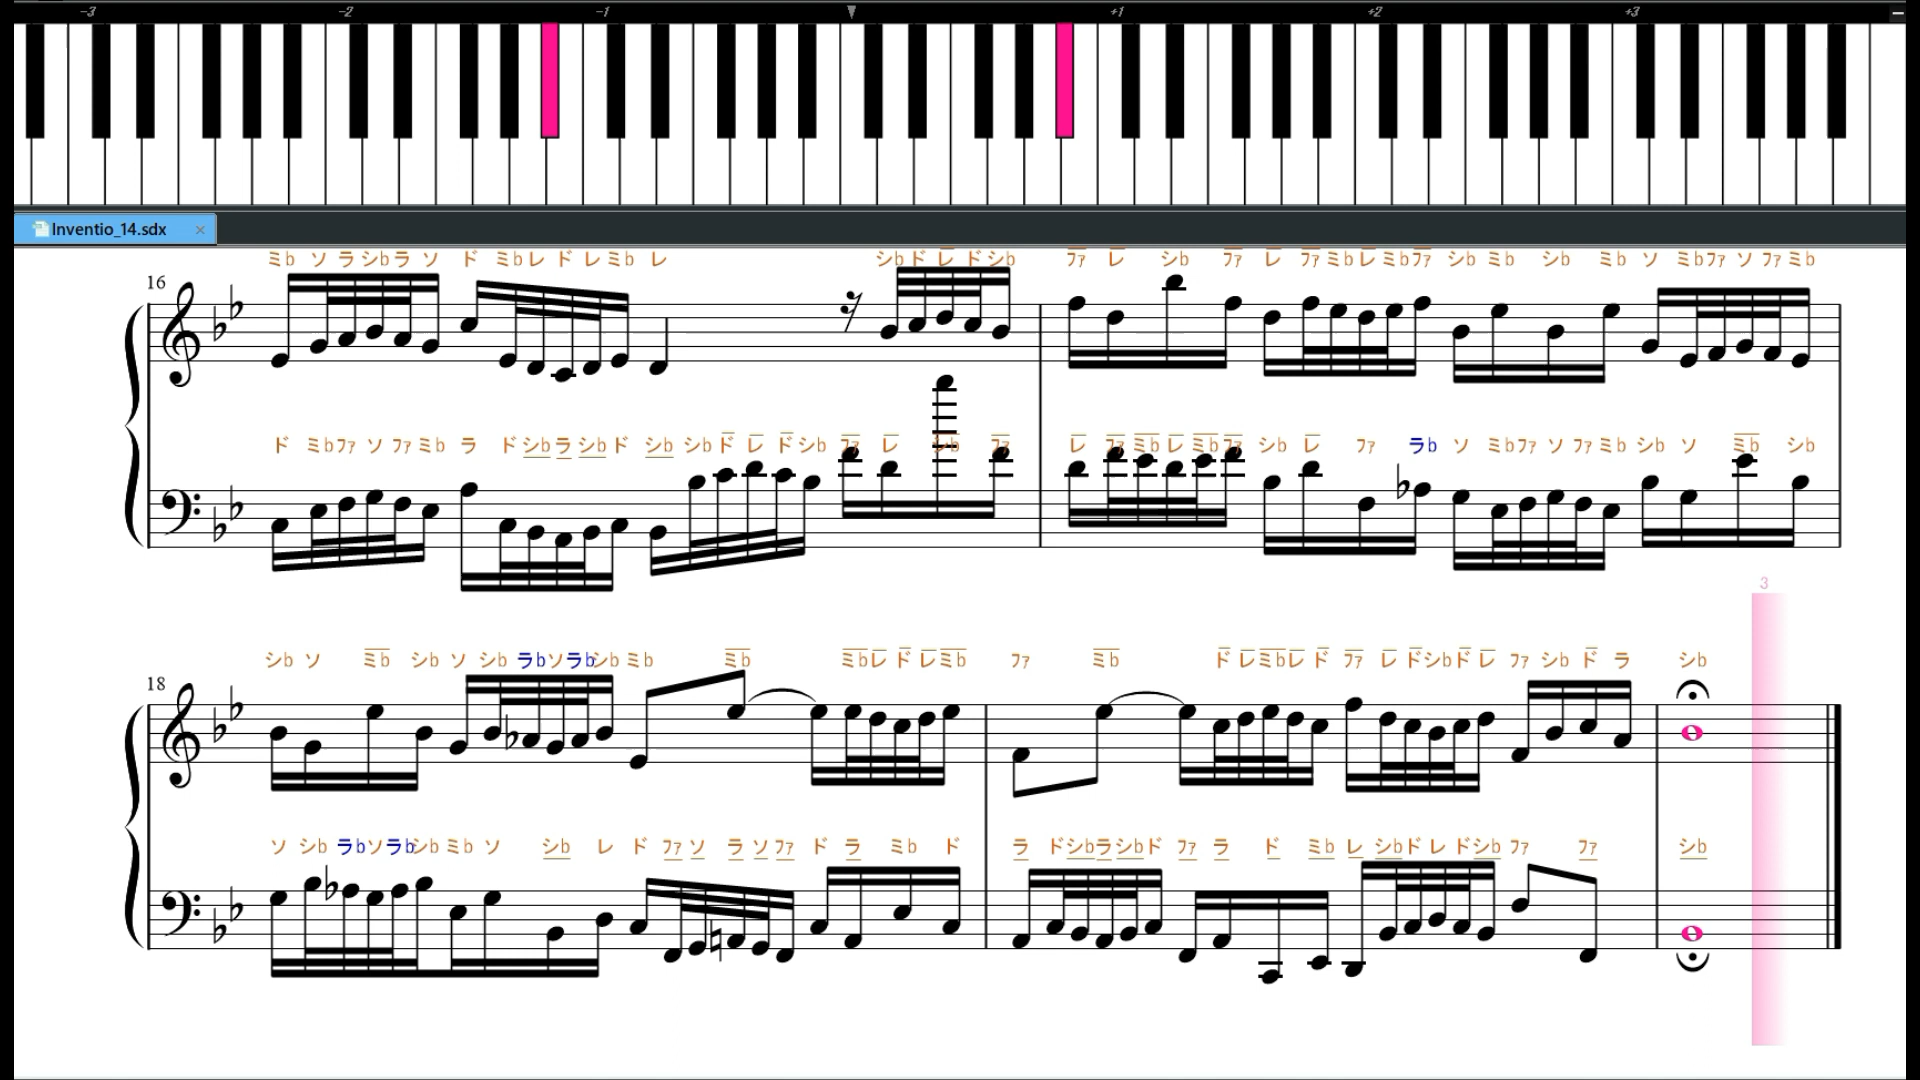 -3 -2 -1 +1 +2 +3
Inventio_14.sdx ×
ミb ソ ラ シb ラ ソ ド ミb レ ド レ ミb レ シb ド レ ド シb ファ レ シb ファ レ ファ ミb レ ミb ファ シb ミb シb ミb ソ ミb ファ ソ ファ ミb
16
ド ミb ファ ソ ファ ミb ラ ド シb ラ シb ド シb シb ド レ ド シb ファ レ シb ファ レ ファ ミb レ ミb ファ シb レ ファ ラb ソ ミb ファ ソ ファ ミb シb ソ ミb シb
3
シb ソ ミb シb ソ シb ラb ソ ラb シb ミb ミb ミb レ ド レ ミb ファ ミb ド レ ミb レ ド ファ レ ド シb ド レ ファ シb ド ラ シb
18
ソ シb ラb ソ ラb シb ミb ソ シb レ ド ファ ソ ラ ソ ファ ド ラ ミb ド ラ ド シb ラ シb ド ファ ラ ド ミb レ シb ド レ ド シb ファ ファ シb